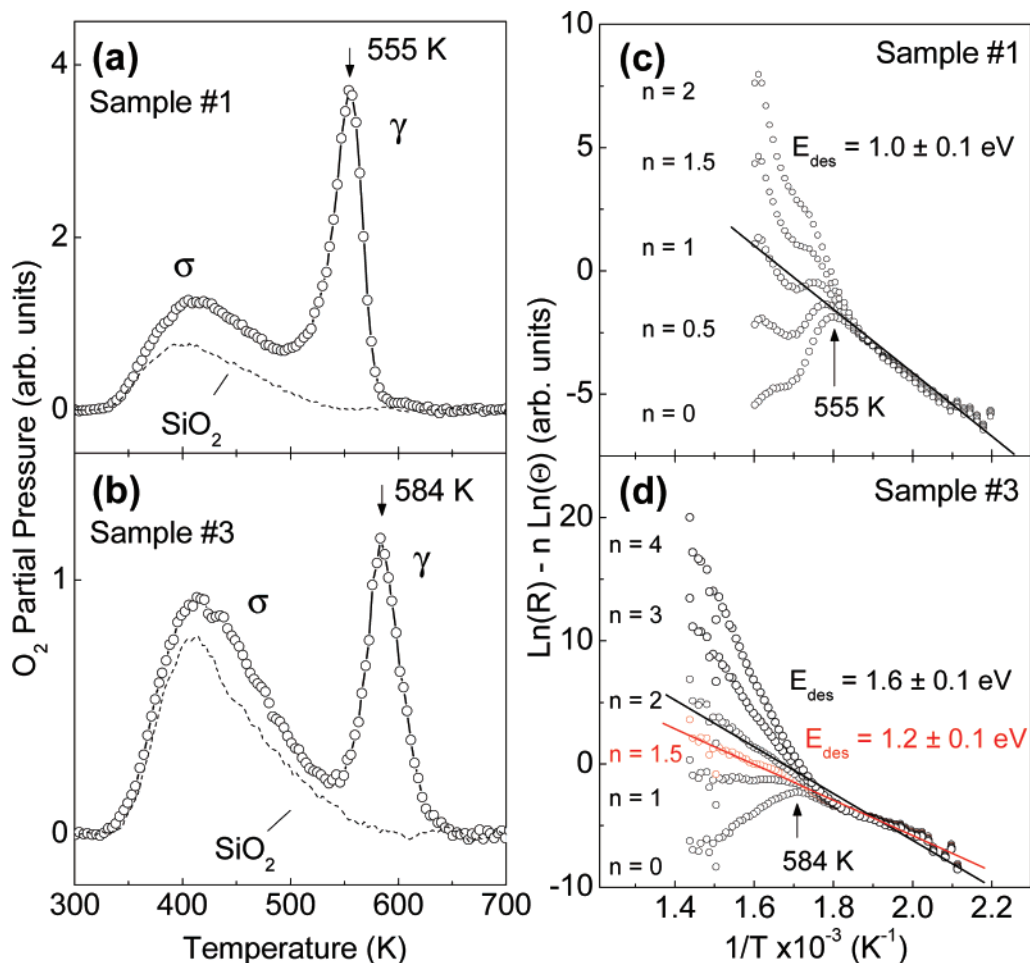 (a)
Sample #1
555 K
σ
γ
SiO2
4
2
0
(b)
Sample #3
584 K
σ
γ
SiO2
1
0
O2 Partial Pressure (arb. units)
300 400 500 600 700
Temperature (K)
(c)
Sample #1
n = 2
Edes = 1.0 ± 0.1 eV
n = 1.5
n = 1
n = 0.5
n = 0
555 K
10
5
0
-5
(d)
Sample #3
n = 4
n = 3
Edes = 1.6 ± 0.1 eV
n = 2
Edes = 1.2 ± 0.1 eV
n = 1.5
n = 1
n = 0
584 K
20
10
0
-10
Ln(R) - n Ln(Θ) (arb. units)
1.4 1.6 1.8 2.0 2.2
1/T x10-3 (K-1)